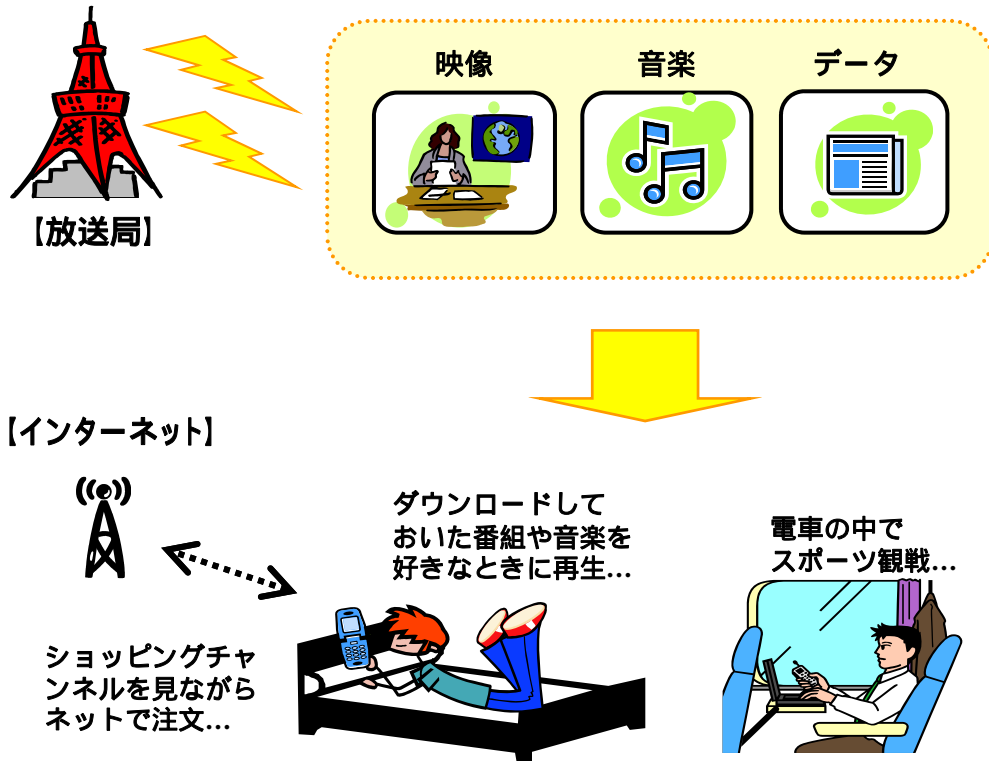 映像
音楽
データ
【放送局】
【インターネット】
ダウンロードして
おいた番組や音楽を
好きなときに再生...
電車の中で
スポーツ観戦...
ショッピングチャ
ンネルを見ながら
ネットで注文...